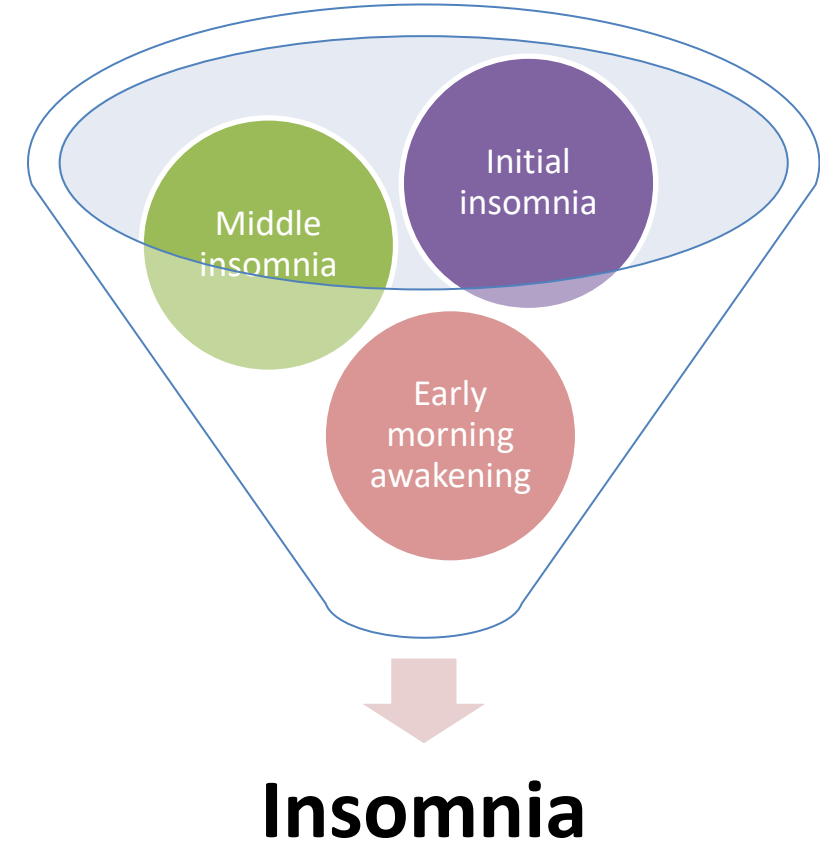 Initial
insomnia
Middle
insomnia
Early
morning
awakening
Insomnia